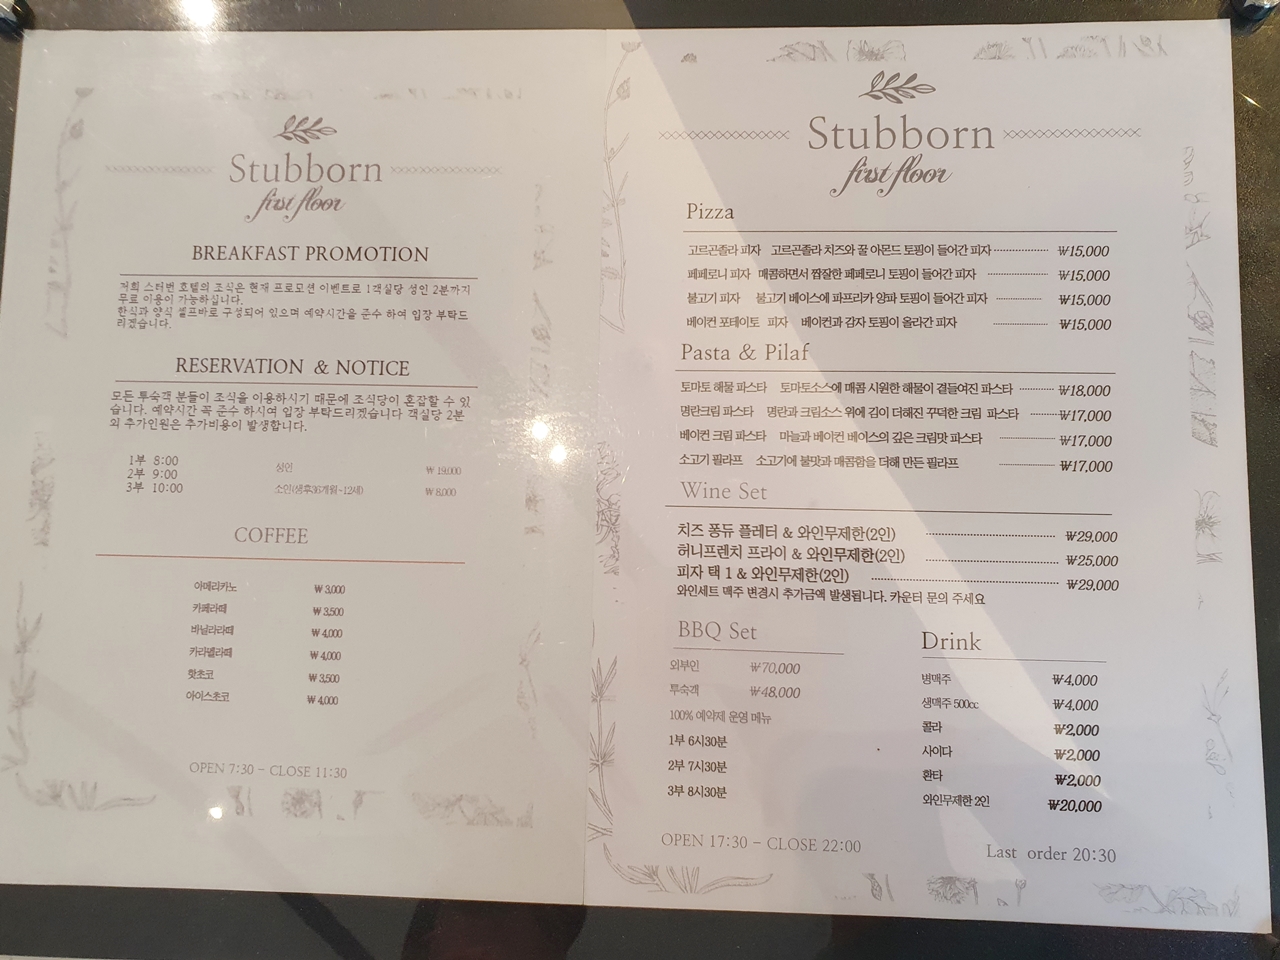 Stubborn
first floor
BREAKFAST PROMOTION
저희 스터번 호텔의 조식은 현재 프로모션 이벤트로 1객실당 성인 2분까지
무료 이용이 가능하십니다.
한식과 양식 셀프바로 구성되어 있으며 예약시간을 준수 하여 입장 부탁드
리겠습니다.
RESERVATION & NOTICE
모든 투숙객 분들이 조식을 이용하시기 때문에 조식당이 혼잡할 수 있
습니다. 예약시간 꼭 준수 하시여 입장 부탁드리겠습니다 객실당 2분
의 추가인원은 추가비용이 발생합니다.
1부 8:00
2부 9:00
3부 10:00
성인 ₩ 19,000
소인(생후36개월~12세) ₩ 8,000
COFFEE
아메리카노 ₩ 3,000
카페라떼 ₩ 3,500
바닐라라떼 ₩ 4,000
카라멜라떼 ₩ 4,000
핫초코 ₩ 3,500
아이스초코 ₩ 4,000
OPEN 7:30 - CLOSE 11:30
Stubborn
first floor
Pizza
고르곤졸라 피자 고르곤졸라 치즈와 꿀 아몬드 토핑이 들어간 피자 ₩15,000
페페로니 피자 매콤하면서 짭짤한 페페로니 토핑이 들어간 피자 ₩15,000
불고기 피자 불고기 베이스에 파프리카 양파 토핑이 들어간 피자 ₩15,000
베이컨 포테이토 피자 베이컨과 감자 토핑이 올라간 피자 ₩15,000
Pasta & Pilaf
토마토 해물 파스타 토마토소스에 매콤 시원한 해물이 곁들여진 파스타 ₩18,000
명란크림 파스타 명란과 크림소스 위에 김이 더해진 꾸덕한 크림 파스타 ₩17,000
베이컨 크림 파스타 마늘과 베이컨 베이스의 깊은 크림맛 파스타 ₩17,000
소고기 필라프 소고기에 불맛과 매콤함을 더해 만든 필라프 ₩17,000
Wine Set
치즈 퐁듀 플레터 & 와인무제한(2인) ₩29,000
허니프렌치 프라이 & 와인무제한(2인) ₩25,000
피자 택 1 & 와인무제한(2인) ₩29,000
와인세트 맥주 변경시 추가금액 발생됩니다. 카운터 문의 주세요
BBQ Set
외부인 ₩70,000
투숙객 ₩48,000
100% 예약제 운영 메뉴
1부 6시30분
2부 7시30분
3부 8시30분
Drink
병맥주 ₩4,000
생맥주 500cc ₩4,000
콜라 ₩2,000
사이다 ₩2,000
환타 ₩2,000
와인무제한 2인 ₩20,000
OPEN 17:30 - CLOSE 22:00
Last order 20:30